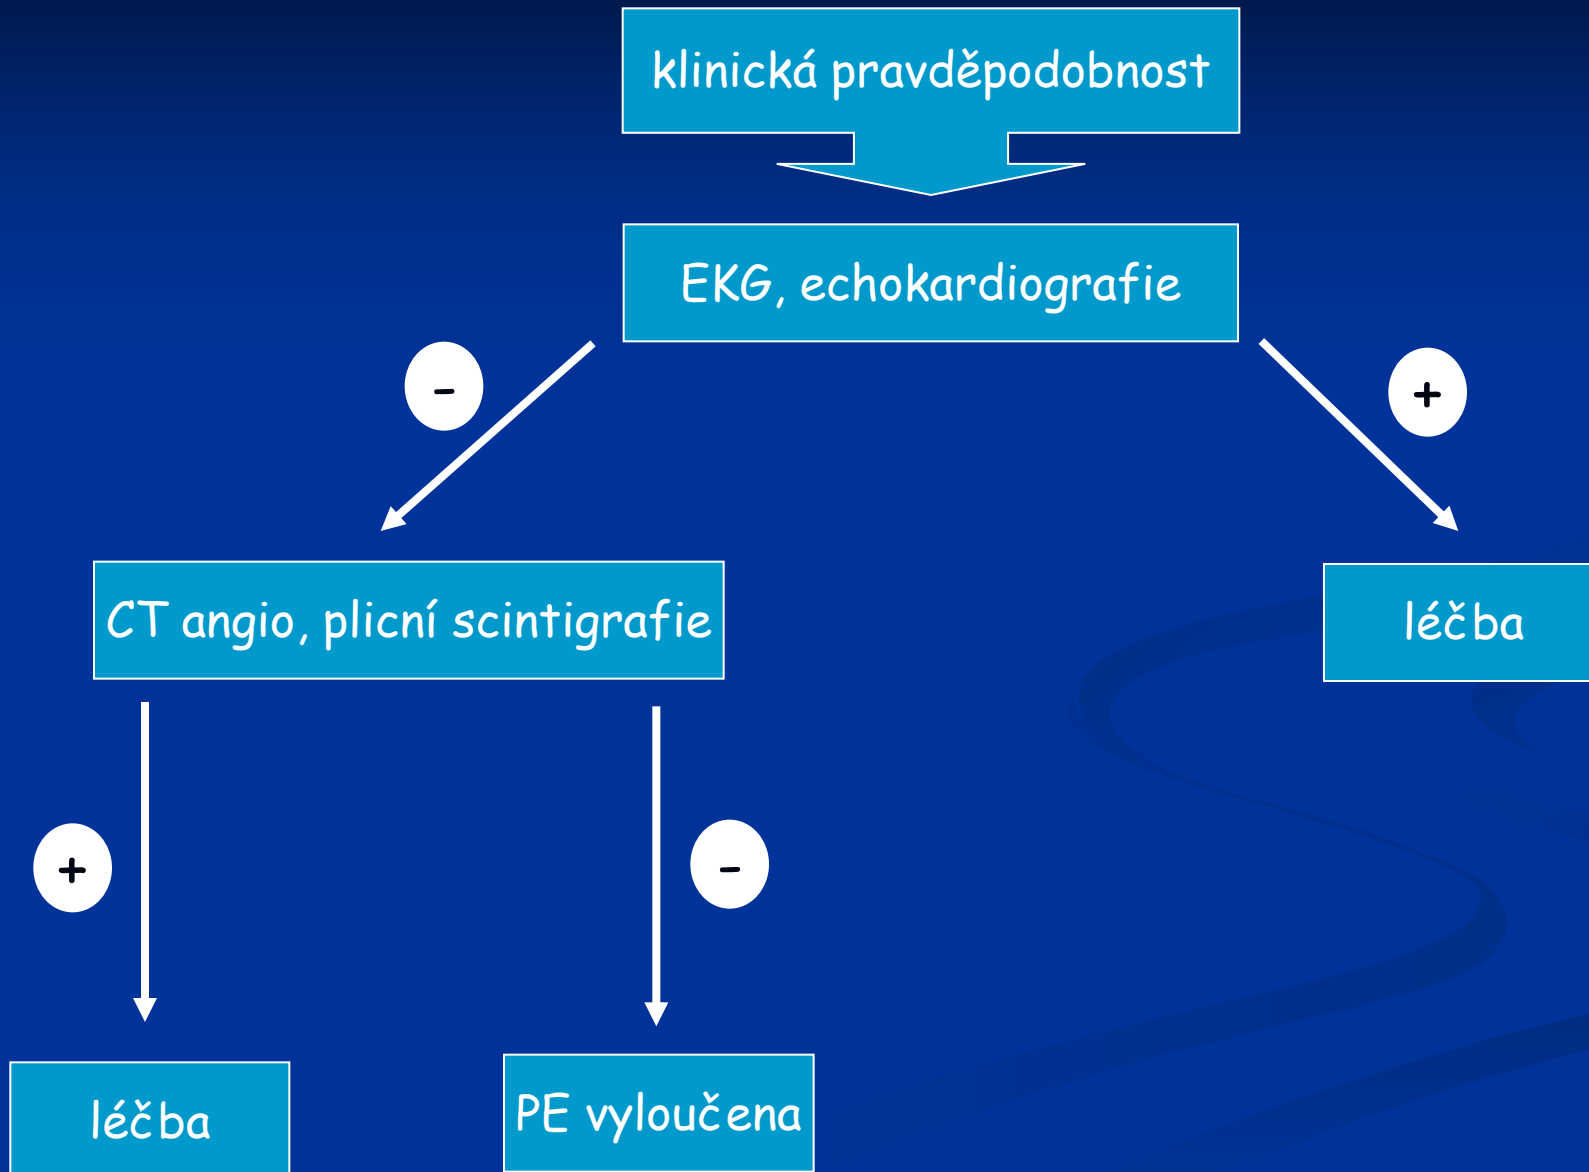 klinická pravděpodobnost
EKG, echokardiografie
-
+
CT angio, plicní scintigrafie
léčba
+
-
léčba
PE vyloučena